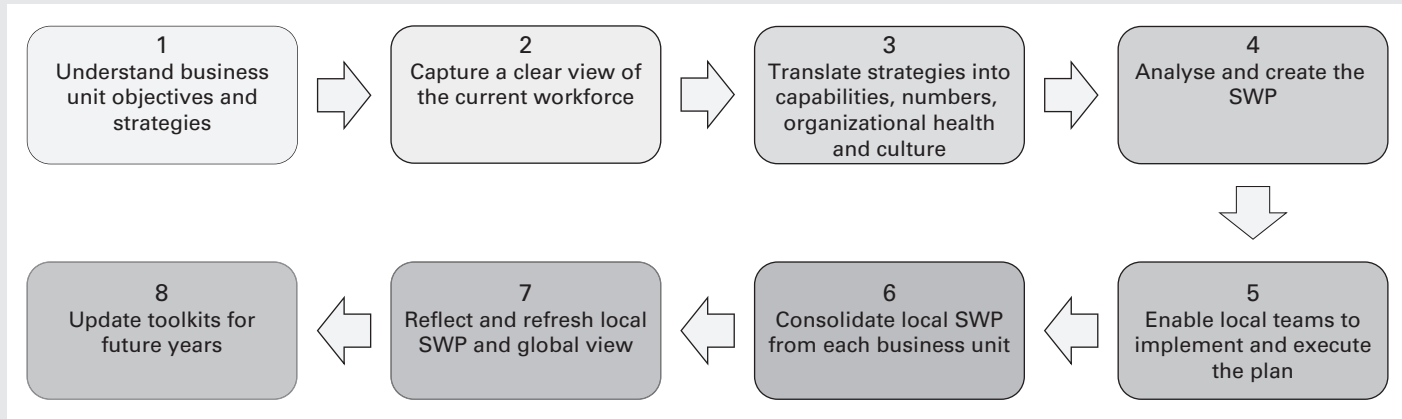 1
Understand business
unit objectives and
strategies
2
Capture a clear view of
the current workforce
3
Translate strategies into
capabilities, numbers,
organizational health
and culture
4
Analyse and create the
SWP
5
Enable local teams to
implement and execute
the plan
6
Consolidate local SWP
from each business unit
7
Reflect and refresh local
SWP and global view
8
Update toolkits for
future years